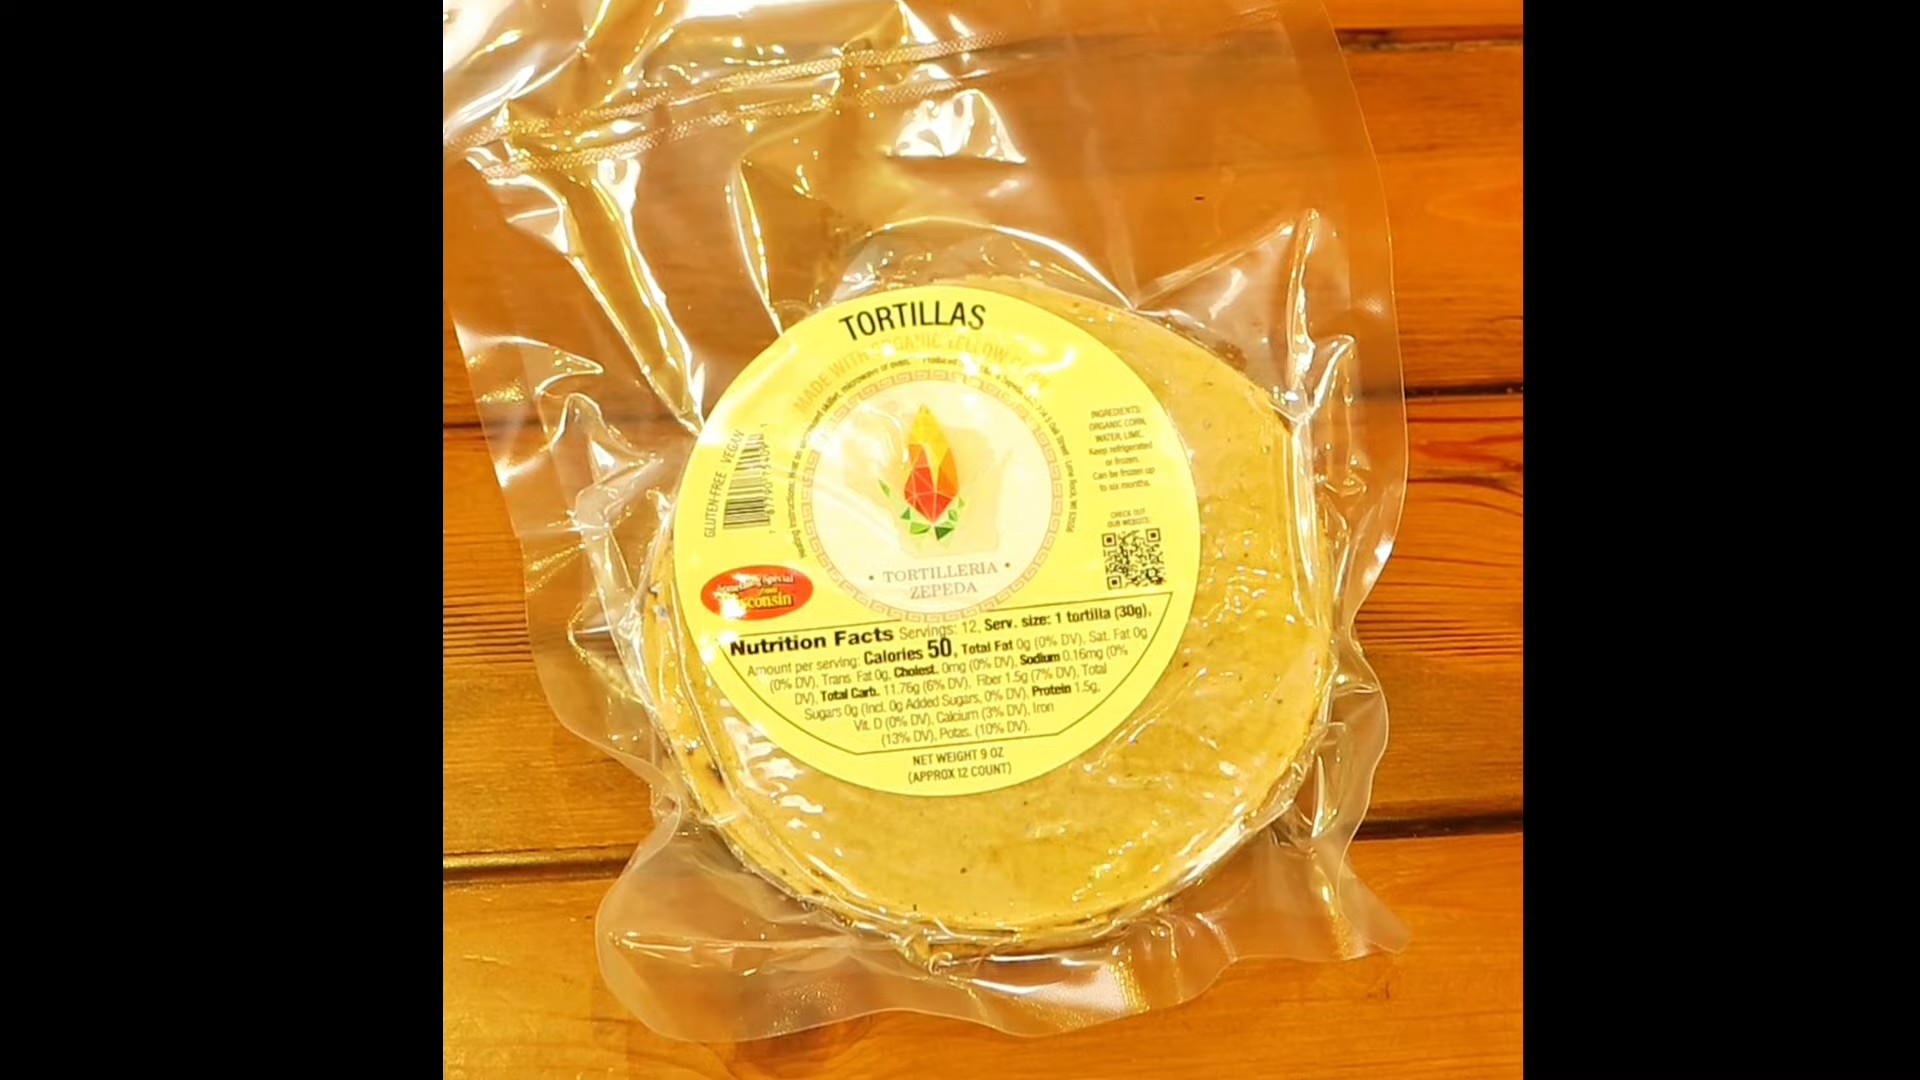 TORTILLAS
MADE WITH ORGANIC YELLOW CORN
GLUTEN-FREE VEGAN
INGREDIENTS:
ORGANIC CORN,
WATER, LIME.
Keep refrigerated
or frozen.
Can be frozen up
to six months.
CHECK OUT
OUR WEBSITE:
• TORTILLERIA •
ZEPEDA
Something Special
from
Wisconsin
Nutrition Facts Servings: 12, Serv. size: 1 tortilla (30g),
Amount per serving: Calories 50, Total Fat 0g (0% DV), Sat. Fat 0g
(0% DV), Trans Fat 0g, Cholest. 0mg (0% DV), Sodium 0.16mg (0%
DV), Total Carb. 11.76g (6% DV), Fiber 1.5g (7% DV), Total
Sugars 0g (Incl. 0g Added Sugars, 0% DV), Protein 1.5g,
Vit. D (0% DV), Calcium (3% DV), Iron
(13% DV), Potas. (10% DV).
NET WEIGHT 9 OZ
(APPROX 12 COUNT)